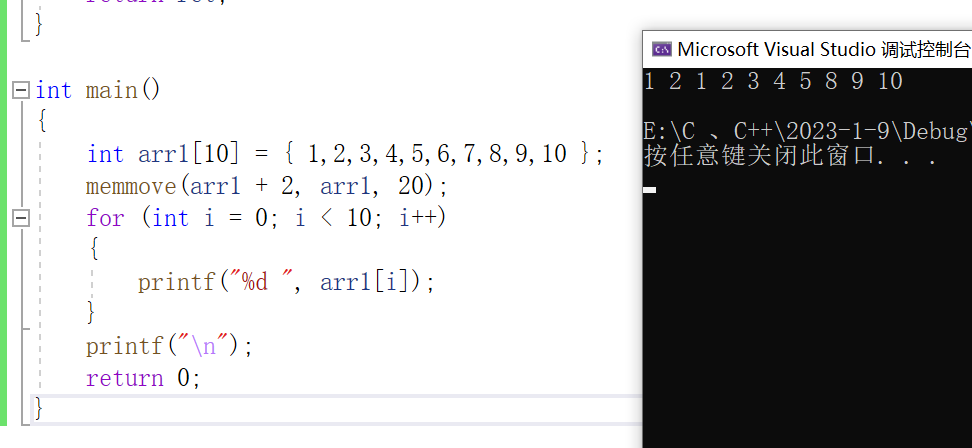 }
int main()
{
int arr1[10] = { 1,2,3,4,5,6,7,8,9,10 };
memmove(arr1 + 2, arr1, 20);
for (int i = 0; i < 10; i++)
{
printf("%d ", arr1[i]);
}
printf("\n");
return 0;
}
Microsoft Visual Studio 调试控制台
1 2 1 2 3 4 5 8 9 10
E:\C 、C++\2023-1-9\Debug\
按任意键关闭此窗口. . .